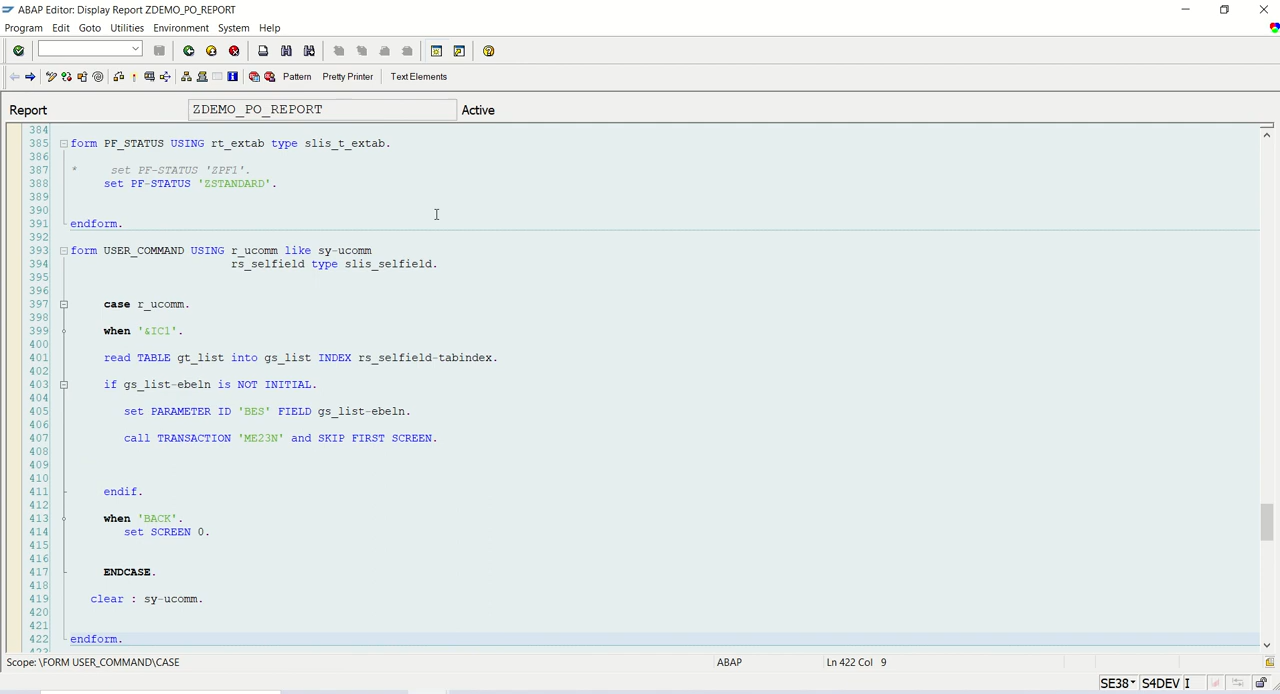 ABAP Editor: Display Report ZDEMO_PO_REPORT
Program Edit Goto Utilities Environment System Help
Pattern Pretty Printer Text Elements
Report ZDEMO_PO_REPORT Active
384
385 form PF_STATUS USING rt_extab type slis_t_extab.
386
387 * set PF-STATUS 'ZPF1'.
388 set PF-STATUS 'ZSTANDARD'.
389
390
391 endform.
392
393 form USER_COMMAND USING r_ucomm like sy-ucomm
394 rs_selfield type slis_selfield.
395
396
397 case r_ucomm.
398
399 when '&IC1'.
400
401 read TABLE gt_list into gs_list INDEX rs_selfield-tabindex.
402
403 if gs_list-ebeln is NOT INITIAL.
404
405 set PARAMETER ID 'BES' FIELD gs_list-ebeln.
406
407 call TRANSACTION 'ME23N' and SKIP FIRST SCREEN.
408
409
410
411 endif.
412
413 when 'BACK'.
414 set SCREEN 0.
415
416
417 ENDCASE.
418
419 clear : sy-ucomm.
420
421
422 endform.
423
Scope: \FORM USER_COMMAND\CASE ABAP Ln 422 Col 9
SE38 S4DEV